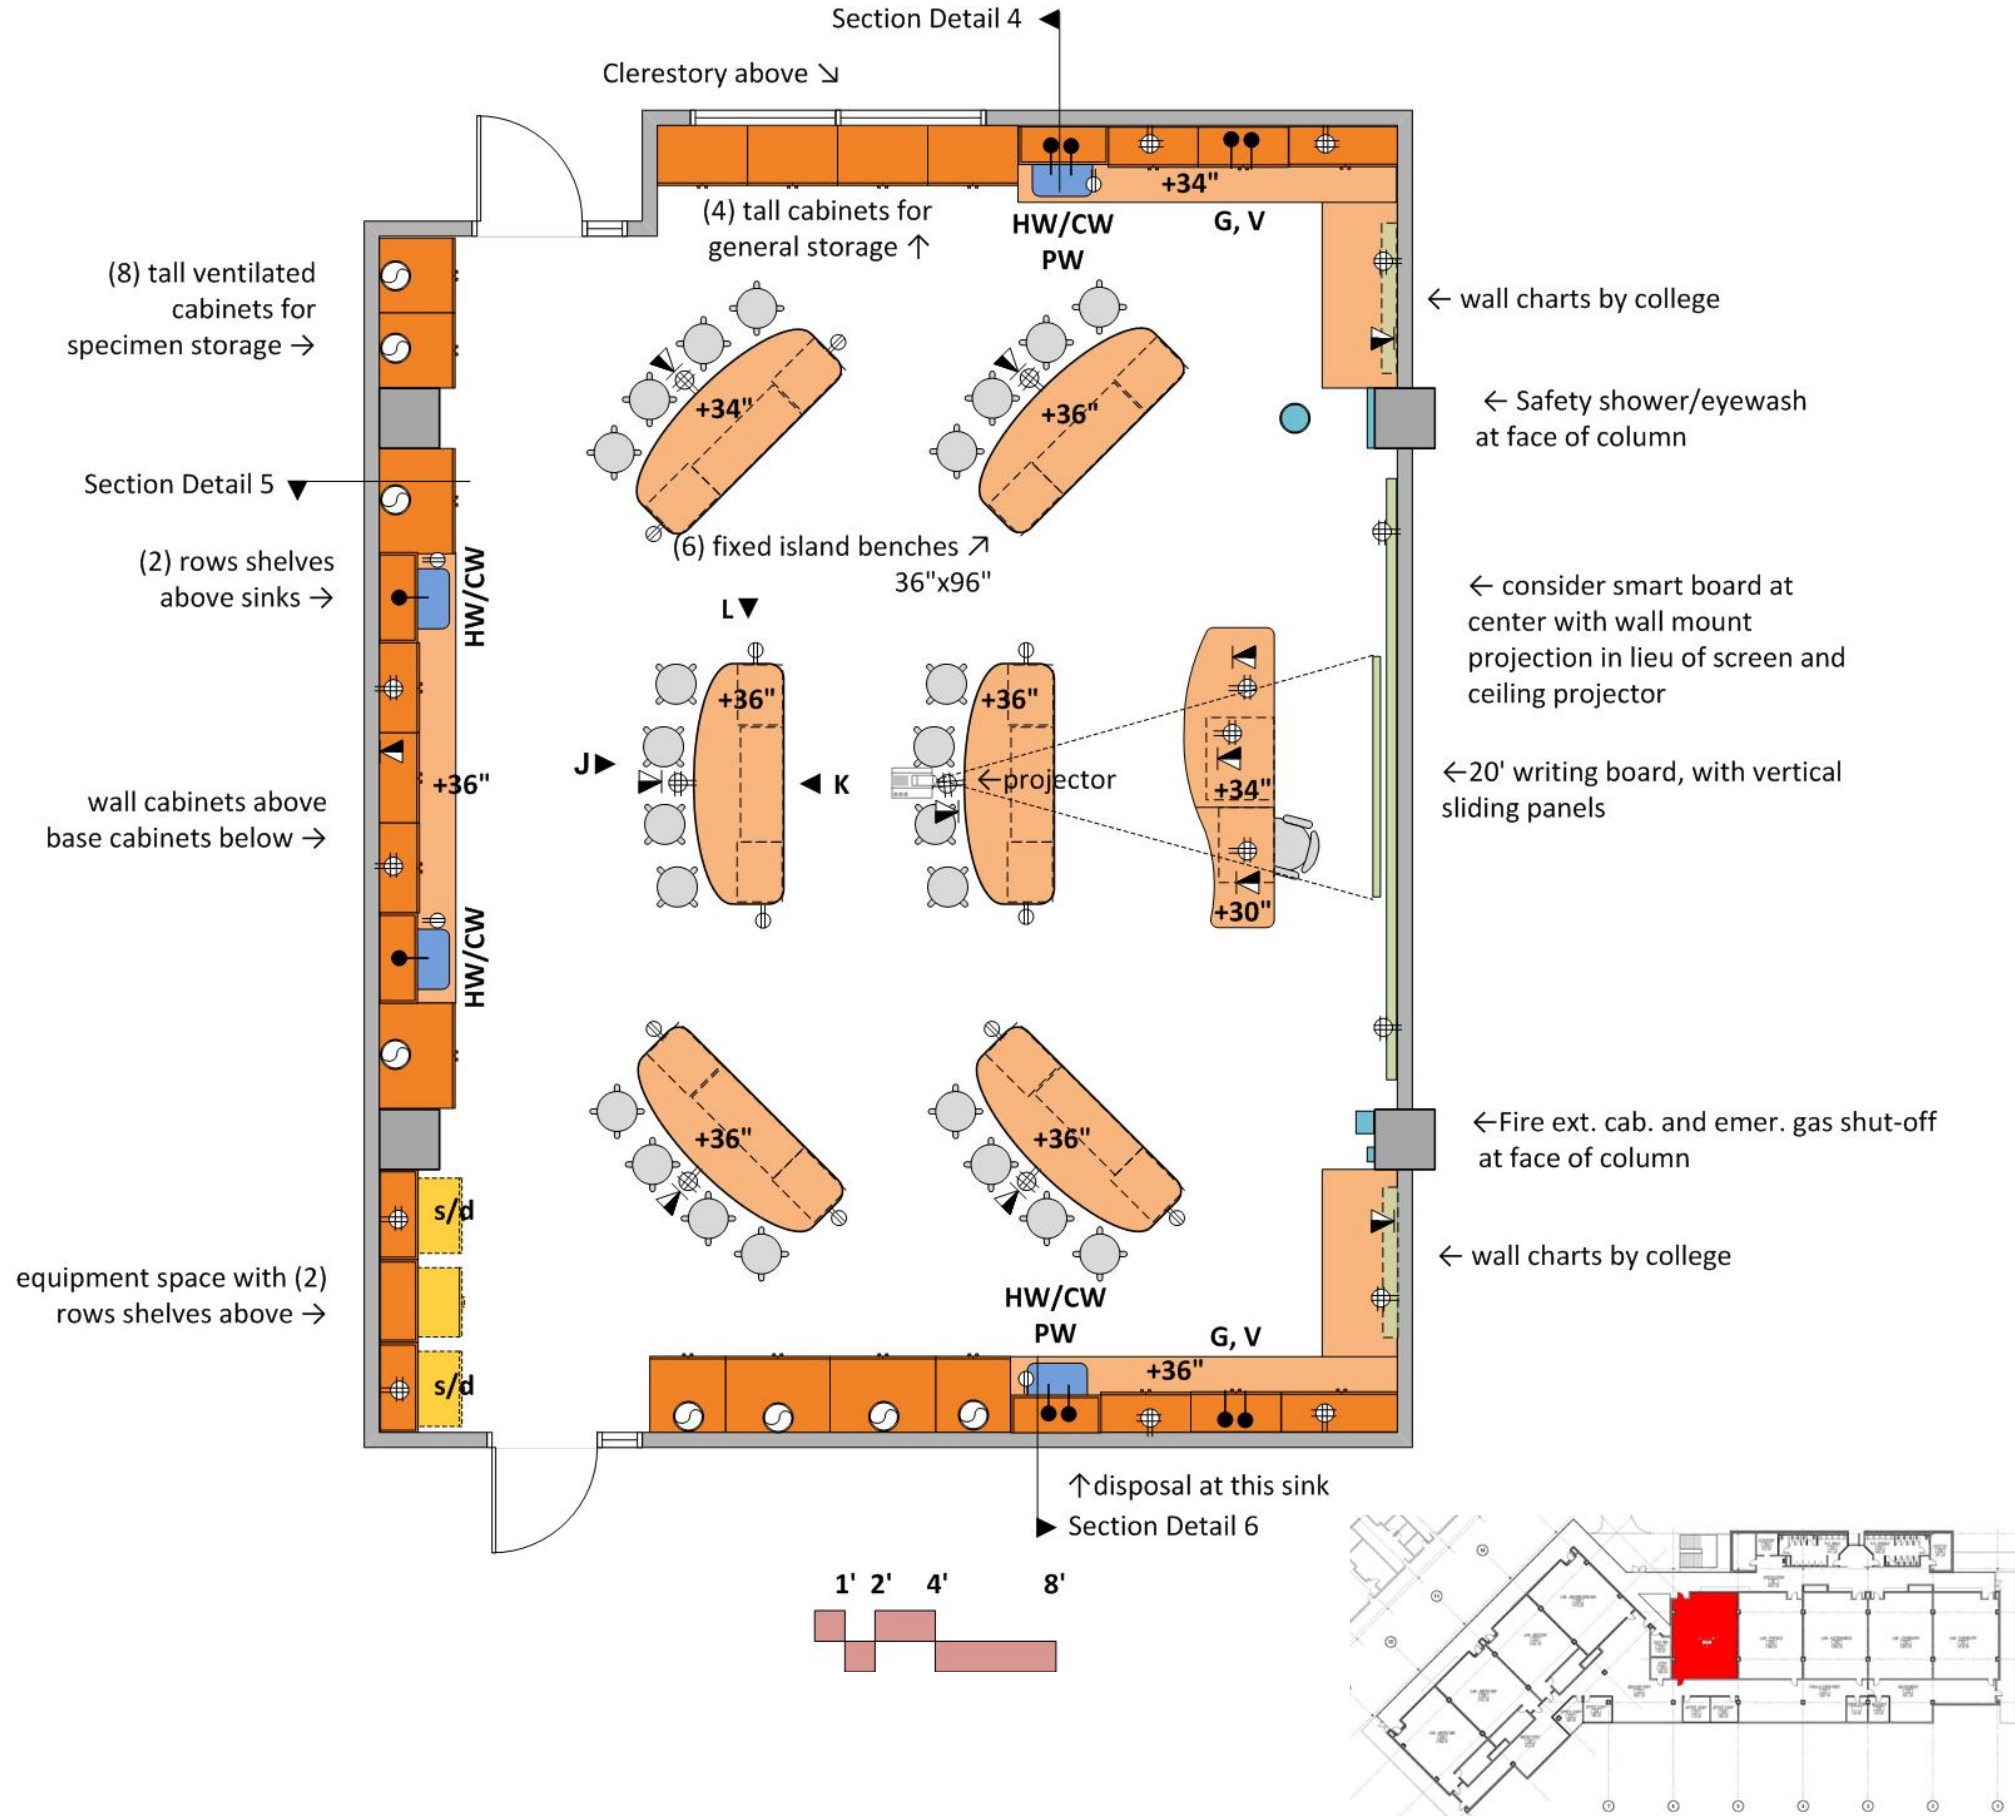 Section Detail 4
Clerestory above ↘
+34"
(4) tall cabinets for
general storage ↑
HW/CW
PW
G, V
(8) tall ventilated
cabinets for
specimen storage →
← wall charts by college
+34"
+36"
← Safety shower/eyewash
at face of column
Section Detail 5
(6) fixed island benches ↗
36"x96"
(2) rows shelves
above sinks →
HW/CW
← consider smart board at
center with wall mount
projection in lieu of screen and
ceiling projector
L
+36"
+36"
J
K
←projector
+34"
+36"
←20' writing board, with vertical
sliding panels
wall cabinets above
base cabinets below →
+30"
HW/CW
←Fire ext. cab. and emer. gas shut-off
at face of column
+36"
+36"
s/d
← wall charts by college
equipment space with (2)
rows shelves above →
HW/CW
PW
G, V
+36"
s/d
↑disposal at this sink
Section Detail 6
1' 2' 4' 8'